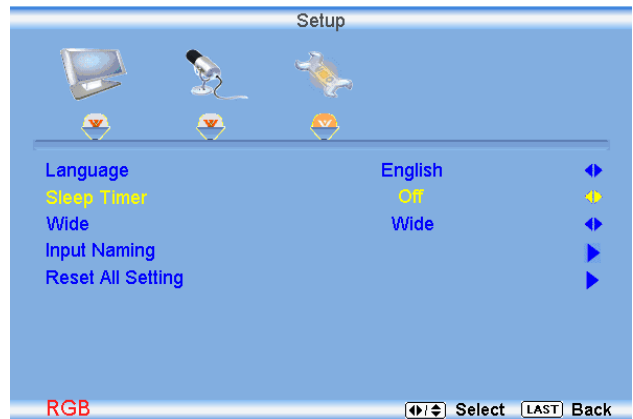 Setup
Language English
Sleep Timer Off
Wide Wide
Input Naming
Reset All Setting
RGB Select LAST Back